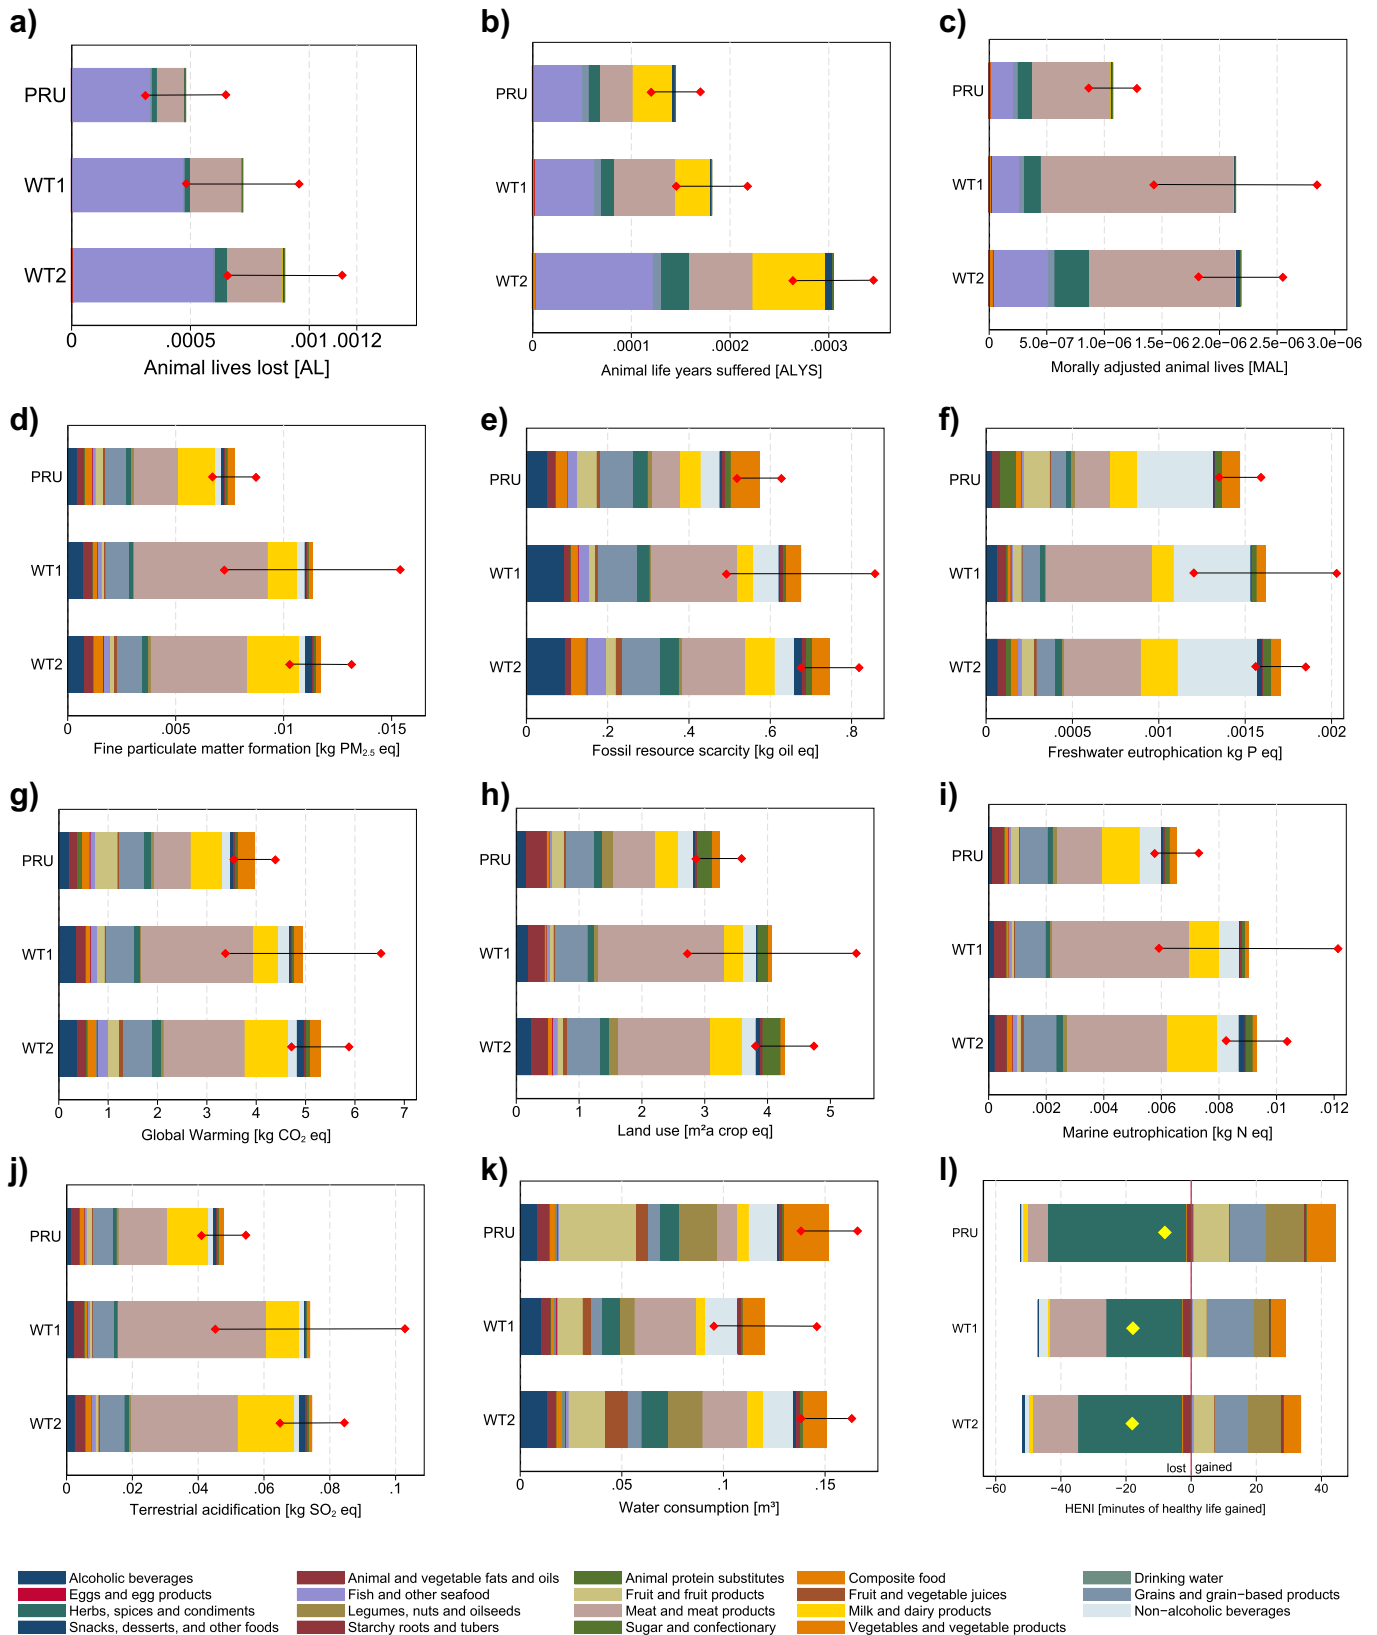 a)
PRU
WT1
WT2
0 .0005 .001 .0012
Animal lives lost [AL]
b)
PRU
WT1
WT2
0 .0001 .0002 .0003
Animal life years suffered [ALYS]
c)
PRU
WT1
WT2
0 5.0e−07 1.0e−06 1.5e−06 2.0e−06 2.5e−06 3.0e−06
Morally adjusted animal lives [MAL]
d)
PRU
WT1
WT2
0 .005 .01 .015
Fine particulate matter formation [kg PM₂.₅ eq]
e)
PRU
WT1
WT2
0 .2 .4 .6 .8
Fossil resource scarcity [kg oil eq]
f)
PRU
WT1
WT2
0 .0005 .001 .0015 .002
Freshwater eutrophication kg P eq]
g)
PRU
WT1
WT2
0 1 2 3 4 5 6 7
Global Warming [kg CO₂ eq]
h)
PRU
WT1
WT2
0 1 2 3 4 5
Land use [m²a crop eq]
i)
PRU
WT1
WT2
0 .002 .004 .006 .008 .01 .012
Marine eutrophication [kg N eq]
j)
PRU
WT1
WT2
0 .02 .04 .06 .08 .1
Terrestrial acidification [kg SO₂ eq]
k)
PRU
WT1
WT2
0 .05 .1 .15
Water consumption [m³]
l)
PRU
WT1
WT2
lost gained
−60 −40 −20 0 20 40
HENI [minutes of healthy life gained]
Alcoholic beverages Animal and vegetable fats and oils Animal protein substitutes Composite food Drinking water
Eggs and egg products Fish and other seafood Fruit and fruit products Fruit and vegetable juices Grains and grain−based products
Herbs, spices and condiments Legumes, nuts and oilseeds Meat and meat products Milk and dairy products Non−alcoholic beverages
Snacks, desserts, and other foods Starchy roots and tubers Sugar and confectionary Vegetables and vegetable products